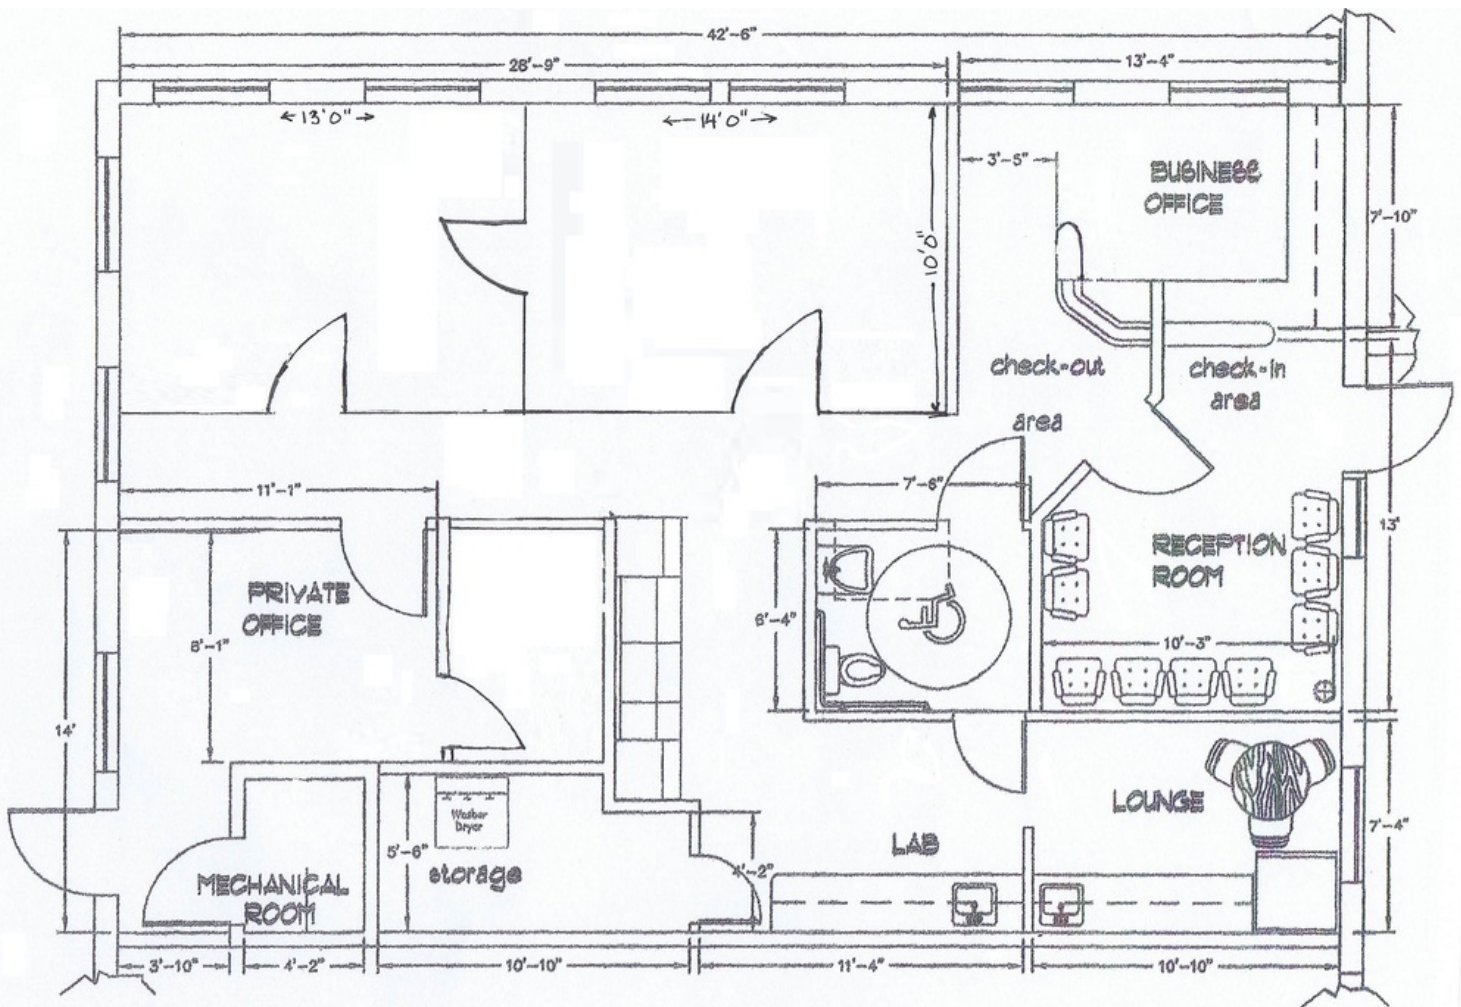 42'-6"
28'-9"
13'-4"
13'0"
14'0"
3'-5"
BUSINESS
OFFICE
7'-10"
10'0"
check-out
area
check-in
area
11'-1"
7'-6"
13'
RECEPTION
ROOM
PRIVATE
OFFICE
8'-1"
6'-4"
10'-3"
14'
LOUNGE
7'-4"
Washer
Dryer
LAB
5'-6"
storage
4'-2"
MECHANICAL
ROOM
3'-10"
4'-2"
10'-10"
11'-4"
10'-10"